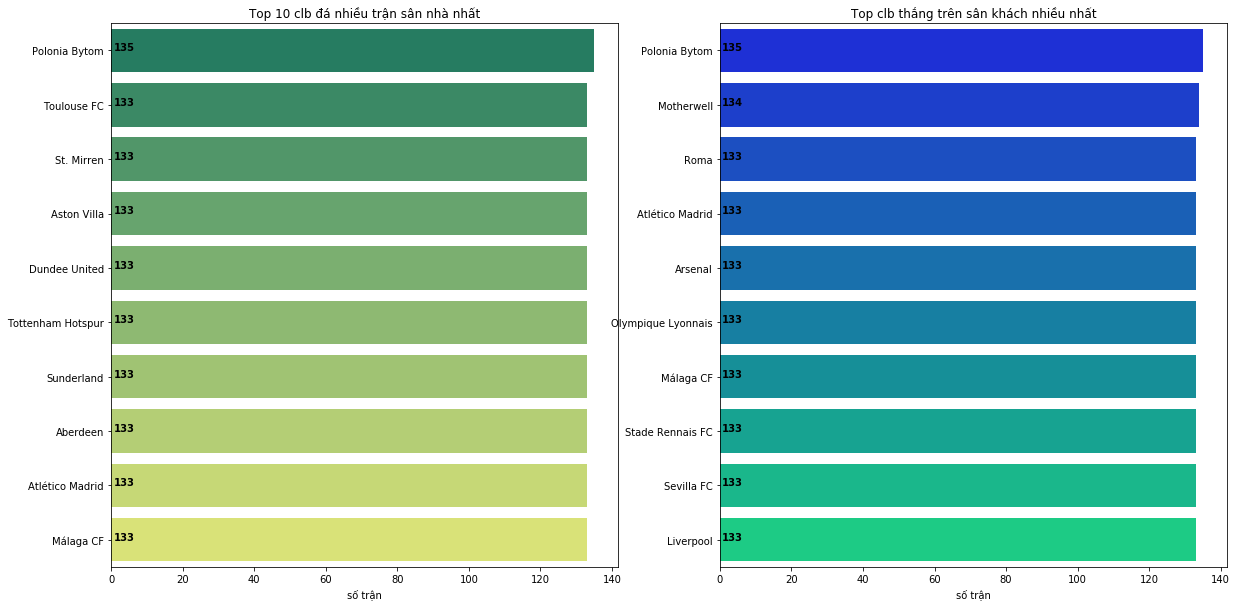 Top 10 clb đá nhiều trận sân nhà nhất
Polonia Bytom 135
Toulouse FC 133
St. Mirren 133
Aston Villa 133
Dundee United 133
Tottenham Hotspur 133
Sunderland 133
Aberdeen 133
Atlético Madrid 133
Málaga CF 133
0 20 40 60 80 100 120 140
số trận
Top clb thắng trên sân khách nhiều nhất
Polonia Bytom 135
Motherwell 134
Roma 133
Atlético Madrid 133
Arsenal 133
Olympique Lyonnais 133
Málaga CF 133
Stade Rennais FC 133
Sevilla FC 133
Liverpool 133
0 20 40 60 80 100 120 140
số trận